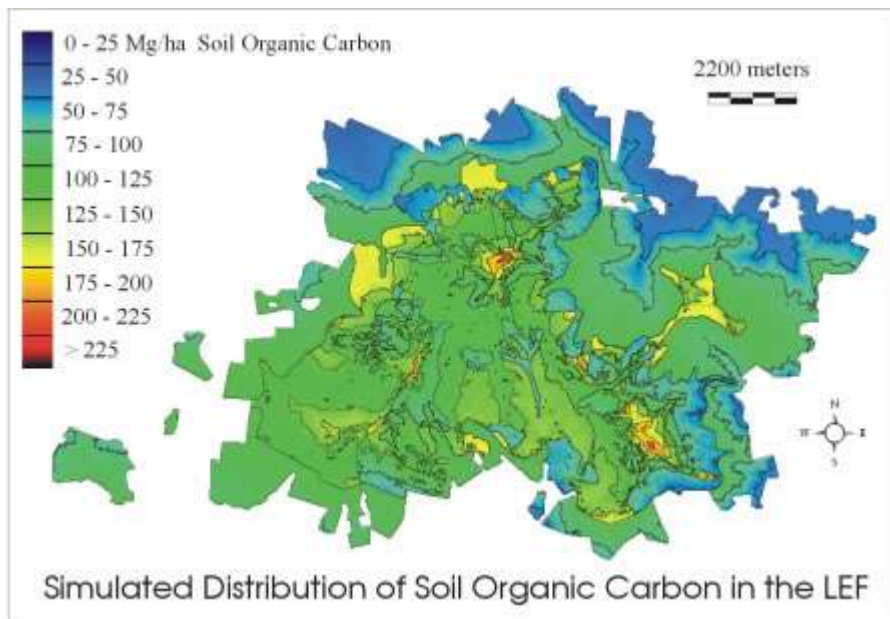 0 - 25 Mg/ha Soil Organic Carbon
25 - 50
50 - 75
75 - 100
100 - 125
125 - 150
150 - 175
175 - 200
200 - 225
> 225
2200 meters
N
W E
S
Simulated Distribution of Soil Organic Carbon in the LEF